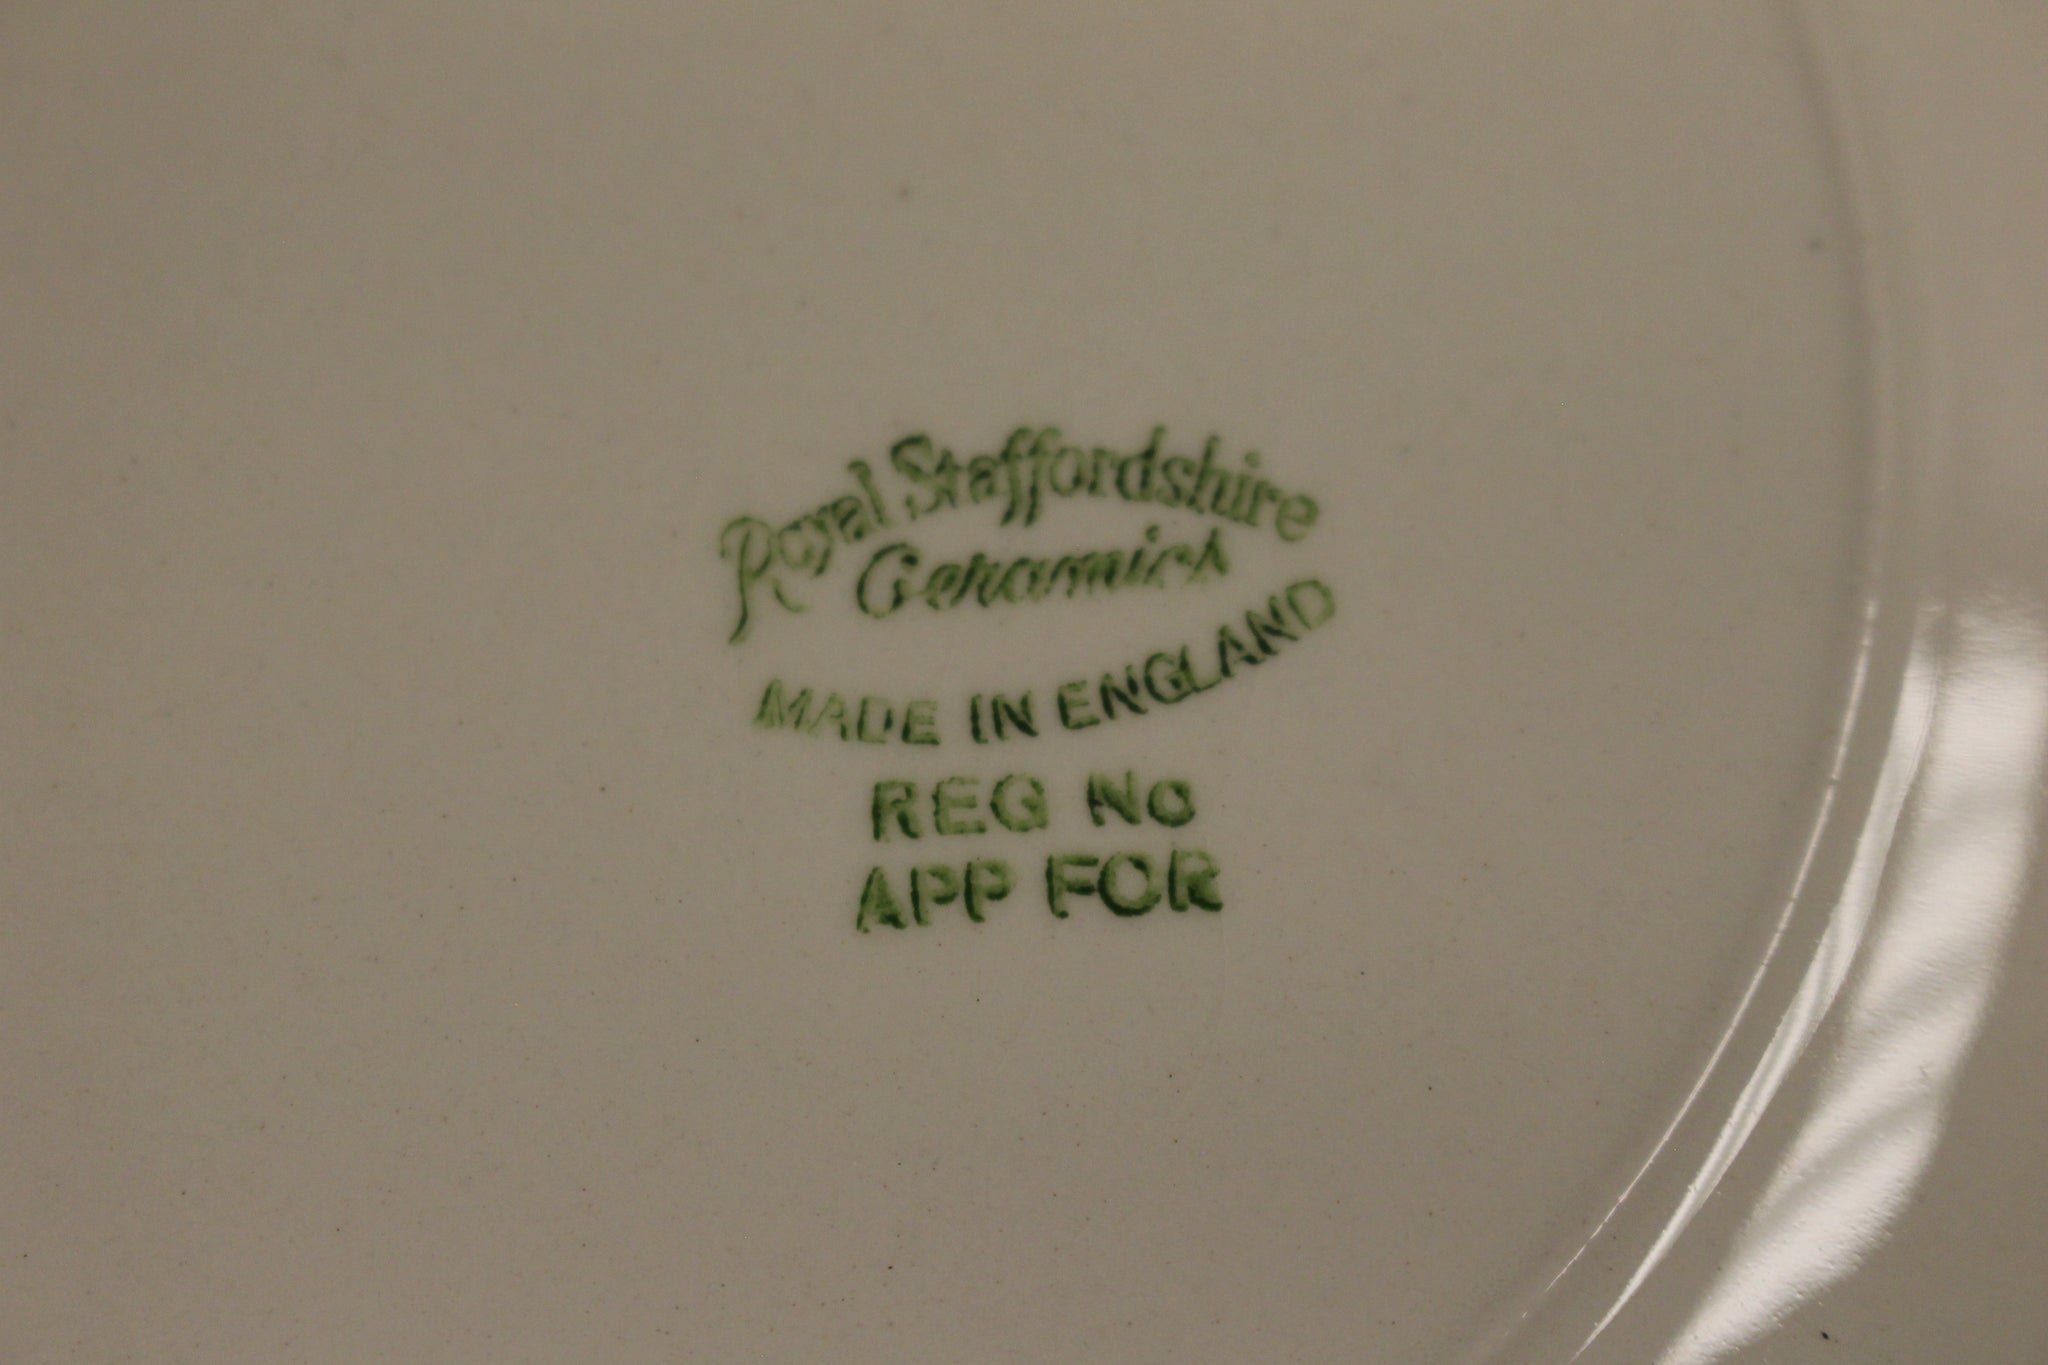 Royal Staffordshire
Ceramics
MADE IN ENGLAND
REG No
APP FOR